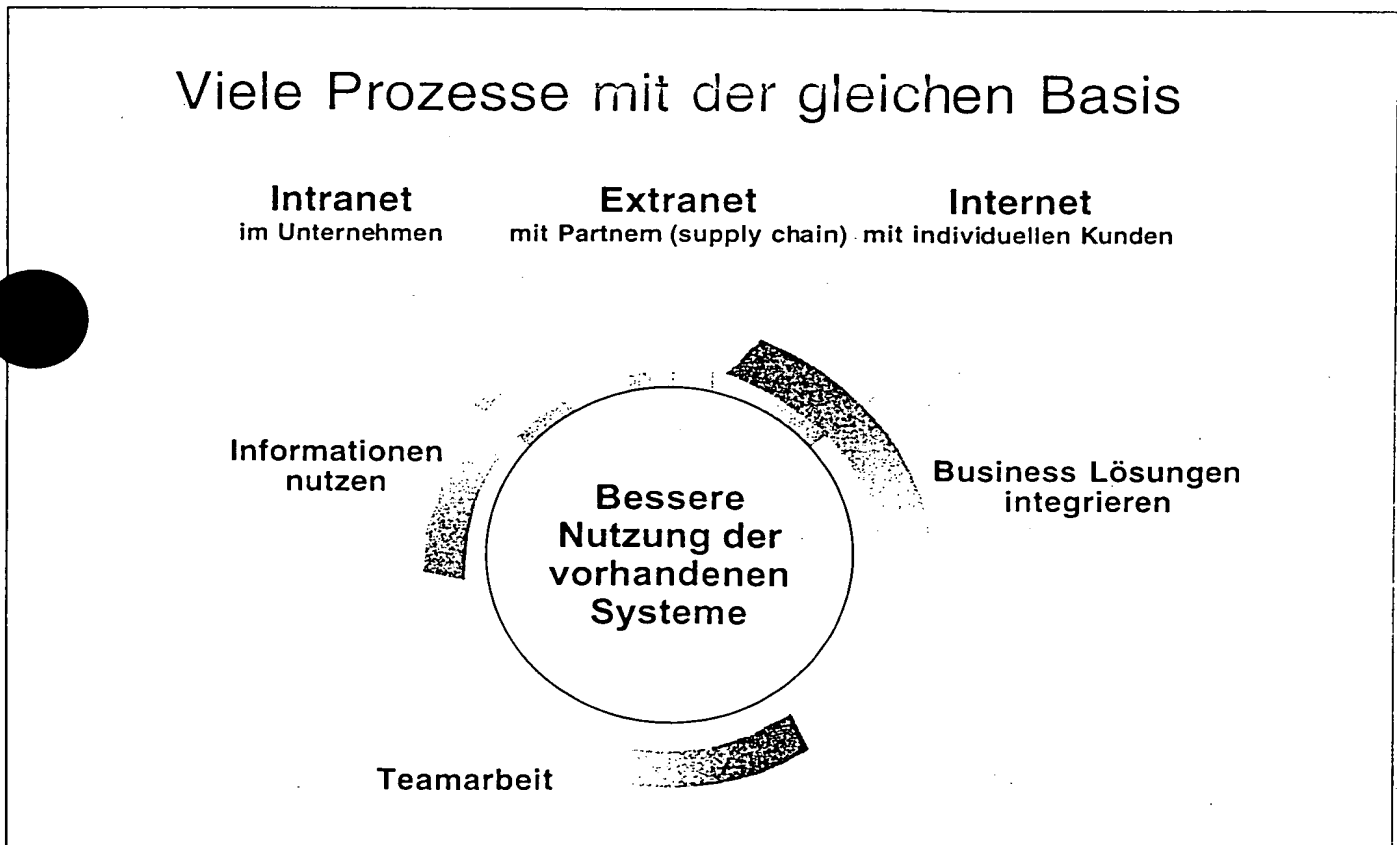 Viele Prozesse mit der gleichen Basis
Intranet
im Unternehmen
Extranet
mit Partnern (supply chain)
Internet
mit individuellen Kunden
Informationen
nutzen
Bessere
Nutzung der
vorhandenen
Systeme
Business Lösungen
integrieren
Teamarbeit